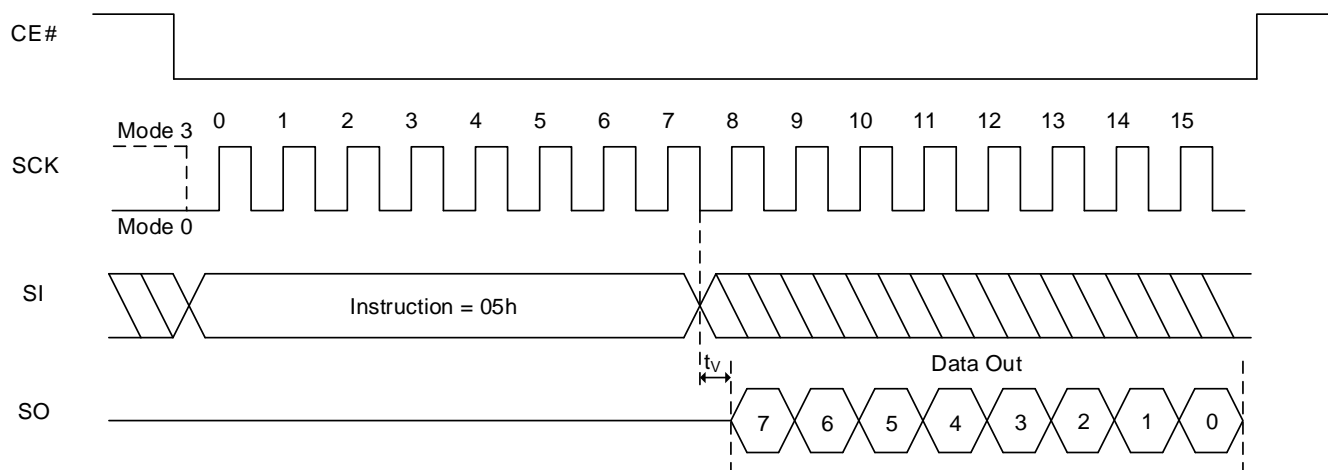 CE#
0 1 2 3 4 5 6 7 8 9 10 11 12 13 14 15
Mode 3
SCK
Mode 0
SI
Instruction = 05h
tV
Data Out
SO
7 6 5 4 3 2 1 0